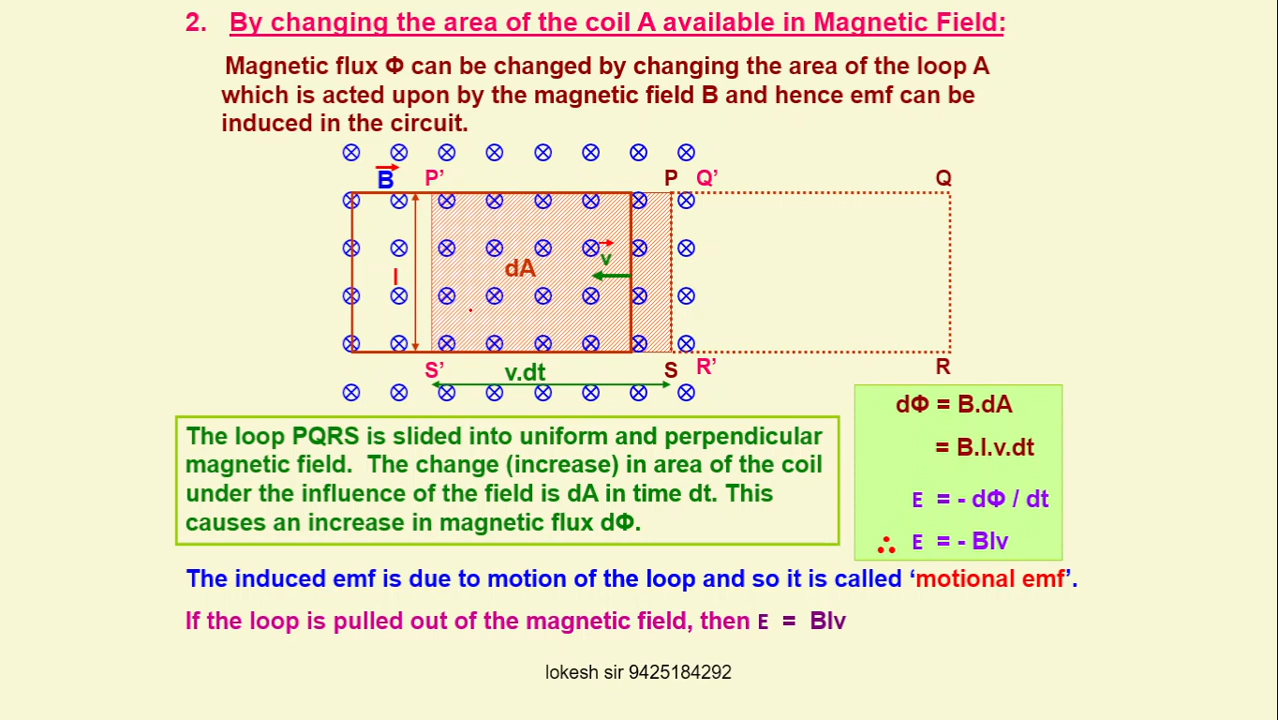 2. By changing the area of the coil A available in Magnetic Field:
Magnetic flux Φ can be changed by changing the area of the loop A
which is acted upon by the magnetic field B and hence emf can be
induced in the circuit.
B P’ P Q’ Q
v
dA
l
S’ v.dt S R’ R
dΦ = B.dA
= B.l.v.dt
E = - dΦ / dt
∴ E = - Blv
The loop PQRS is slided into uniform and perpendicular
magnetic field. The change (increase) in area of the coil
under the influence of the field is dA in time dt. This
causes an increase in magnetic flux dΦ.
The induced emf is due to motion of the loop and so it is called ‘motional emf’.
If the loop is pulled out of the magnetic field, then E = Blv
lokesh sir 9425184292